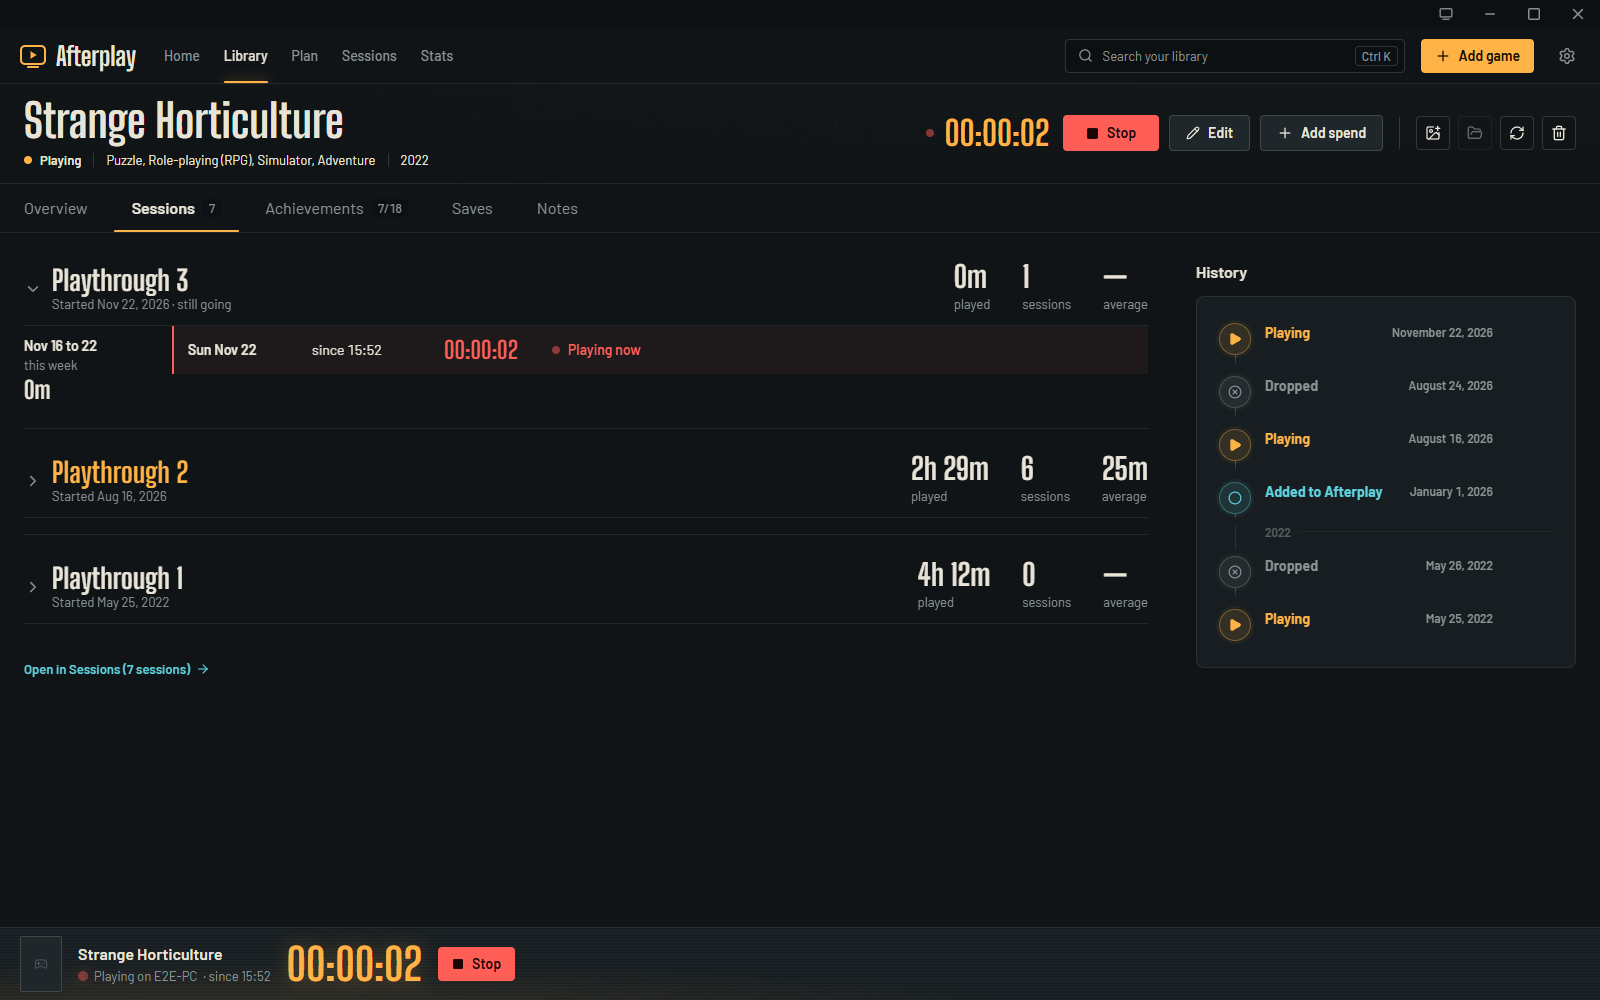 Afterplay
Home
Library
Plan
Sessions
Stats
Search your library
Ctrl K
Add game
Strange Horticulture
Playing
Puzzle, Role-playing (RPG), Simulator, Adventure
2022
00:00:02
Stop
Edit
Add spend
Overview
Sessions 7
Achievements 7/18
Saves
Notes
Playthrough 3
Started Nov 22, 2026 · still going
0m
played
1
sessions
—
average
Nov 16 to 22
this week
0m
Sun Nov 22
since 15:52
00:00:02
Playing now
Playthrough 2
Started Aug 16, 2026
2h 29m
played
6
sessions
25m
average
Playthrough 1
Started May 25, 2022
4h 12m
played
0
sessions
—
average
Open in Sessions (7 sessions)
History
Playing November 22, 2026
Dropped August 24, 2026
Playing August 16, 2026
Added to Afterplay January 1, 2026
2022
Dropped May 26, 2022
Playing May 25, 2022
Strange Horticulture
Playing on E2E-PC · since 15:52
00:00:02
Stop